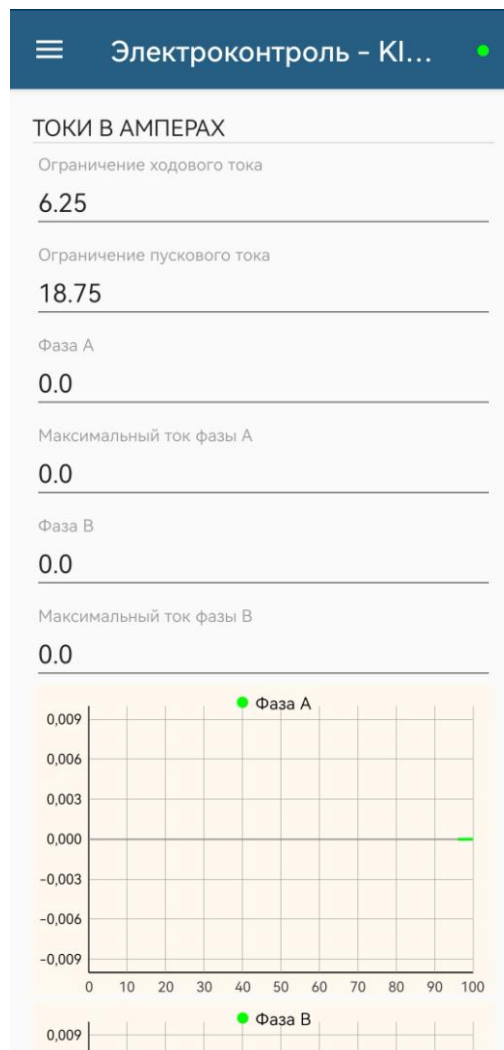 Электроконтроль - KI...
ТОКИ В АМПЕРАХ
Ограничение ходового тока
6.25
Ограничение пускового тока
18.75
Фаза А
0.0
Максимальный ток фазы А
0.0
Фаза В
0.0
Максимальный ток фазы В
0.0
Фаза А
0,009
0,006
0,003
0,000
-0,003
-0,006
-0,009
0 10 20 30 40 50 60 70 80 90 100
Фаза В
0,009